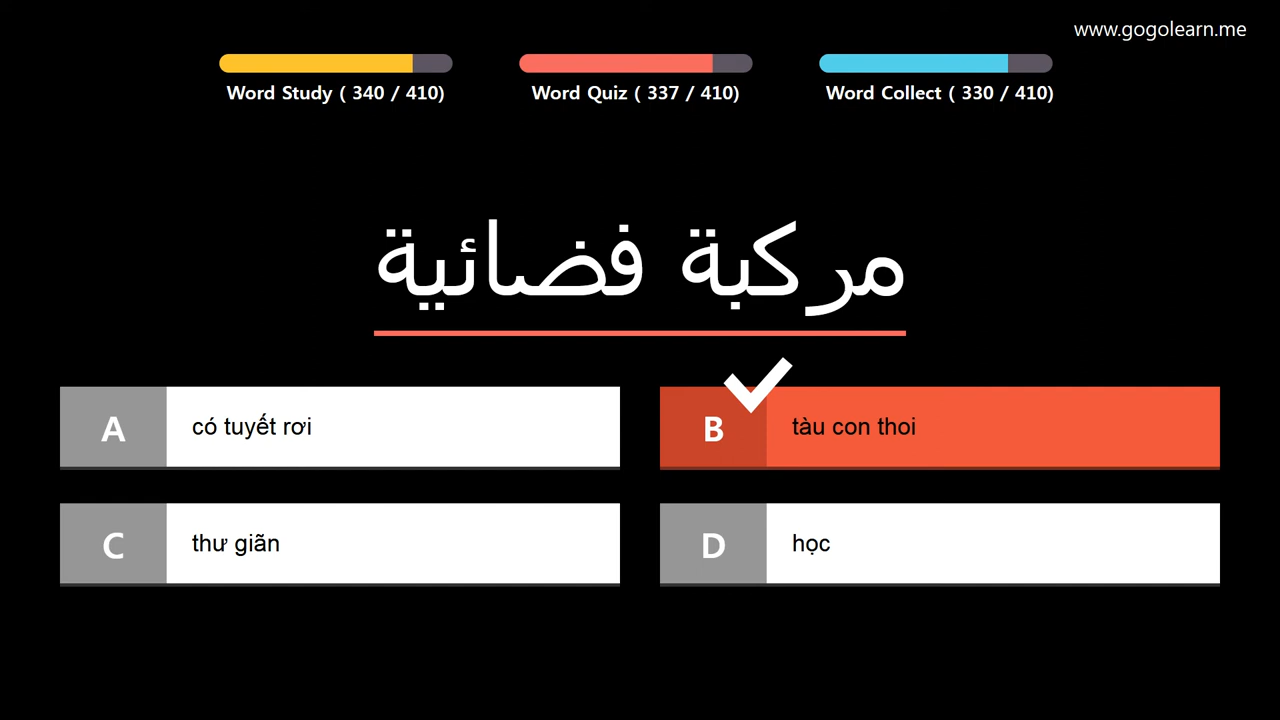 www.gogolearn.me
Word Study ( 340 / 410)
Word Quiz ( 337 / 410)
Word Collect ( 330 / 410)
مركبة فضائية
A
có tuyết rơi
B
tàu con thoi
C
thư giãn
D
học